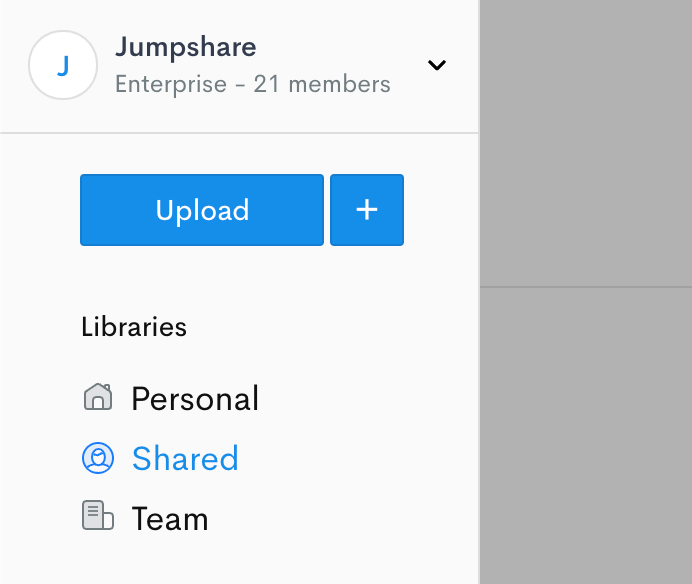 J
Jumpshare
Enterprise - 21 members
Upload +
Libraries
Personal
Shared
Team